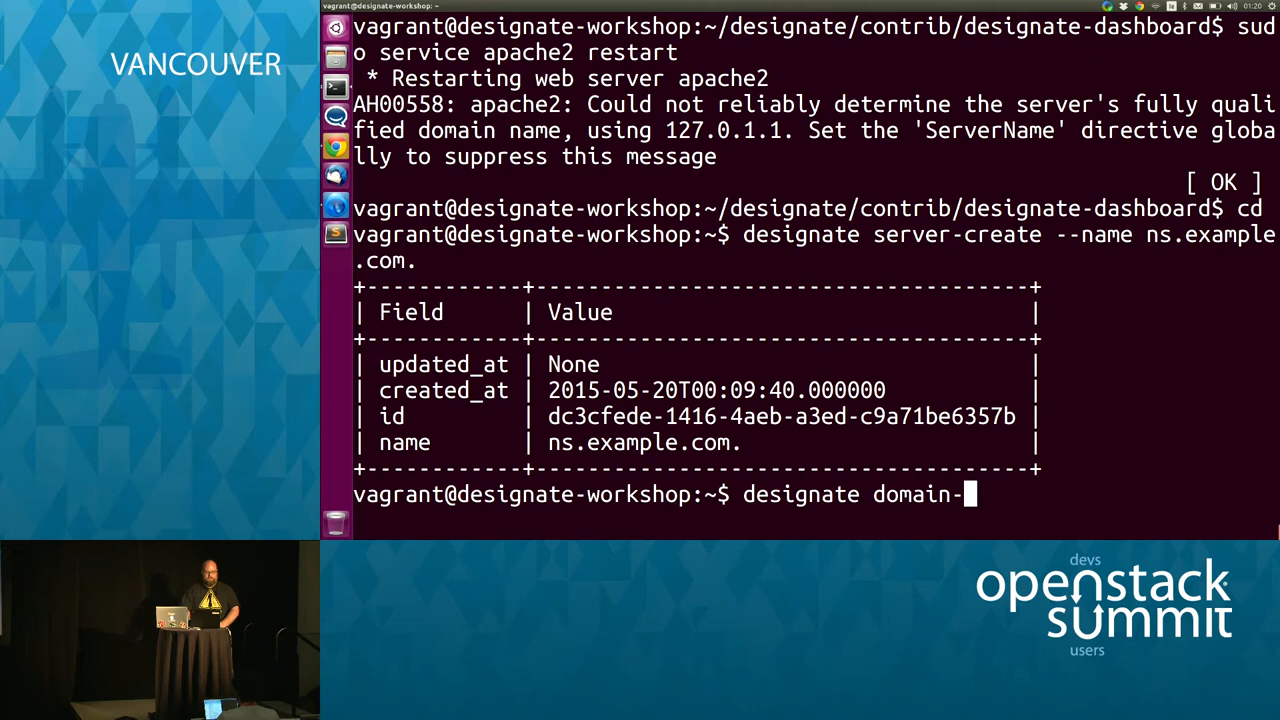 vagrant@designate-workshop: ~
01:20
VANCOUVER
vagrant@designate-workshop:~/designate/contrib/designate-dashboard$ sud
o service apache2 restart
 * Restarting web server apache2
AH00558: apache2: Could not reliably determine the server's fully quali
fied domain name, using 127.0.1.1. Set the 'ServerName' directive globa
lly to suppress this message
[ OK ]
vagrant@designate-workshop:~/designate/contrib/designate-dashboard$ cd
vagrant@designate-workshop:~$ designate server-create --name ns.example
.com.
+------------+--------------------------------------+
| Field      | Value                                |
+------------+--------------------------------------+
| updated_at | None                                 |
| created_at | 2015-05-20T00:09:40.000000           |
| id         | dc3cfede-1416-4aeb-a3ed-c9a71be6357b |
| name       | ns.example.com.                      |
+------------+--------------------------------------+
vagrant@designate-workshop:~$ designate domain-
devs
openstack
summit
users